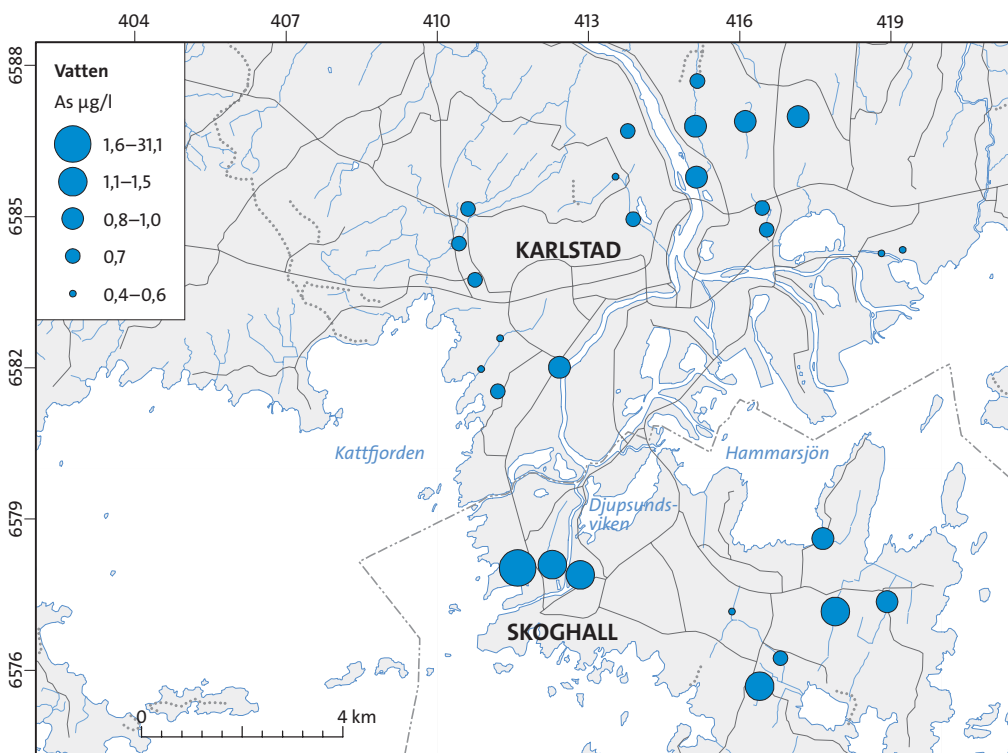 404 407 410 413 416 419
6588
6585
6582
6579
6576
Vatten
As µg/l
1,6–31,1
1,1–1,5
0,8–1,0
0,7
0,4–0,6
KARLSTAD
Kattfjorden
Hammarsjön
Djupsunds-
viken
SKOGHALL
0 4 km